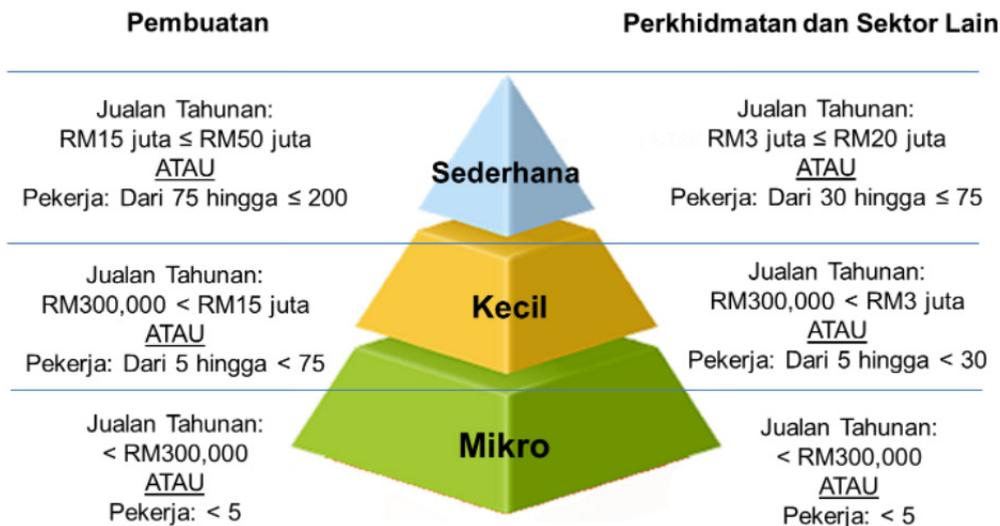 Pembuatan
Perkhidmatan dan Sektor Lain
Jualan Tahunan:
RM15 juta ≤ RM50 juta
ATAU
Pekerja: Dari 75 hingga ≤ 200
Sederhana
Jualan Tahunan:
RM3 juta ≤ RM20 juta
ATAU
Pekerja: Dari 30 hingga ≤ 75
Jualan Tahunan:
RM300,000 < RM15 juta
ATAU
Pekerja: Dari 5 hingga < 75
Kecil
Jualan Tahunan:
RM300,000 < RM3 juta
ATAU
Pekerja: Dari 5 hingga < 30
Jualan Tahunan:
< RM300,000
ATAU
Pekerja: < 5
Mikro
Jualan Tahunan:
< RM300,000
ATAU
Pekerja: < 5